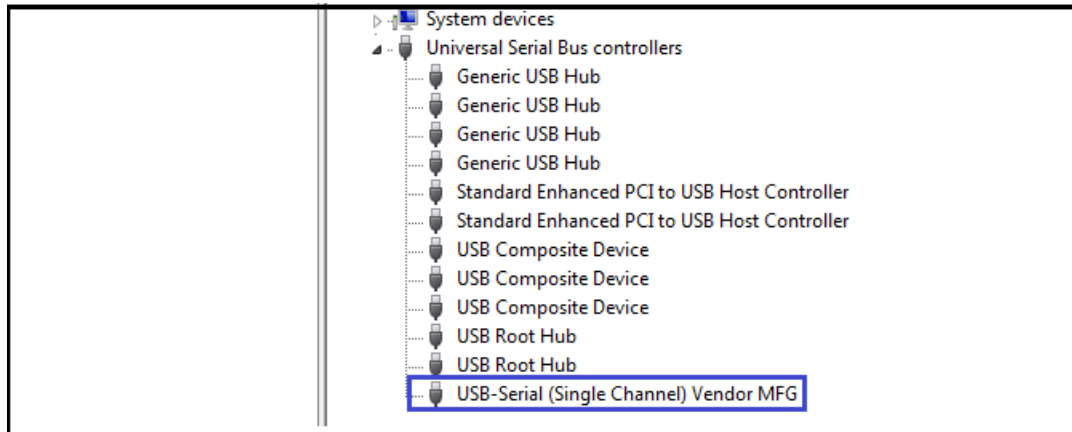 System devices
Universal Serial Bus controllers
Generic USB Hub
Generic USB Hub
Generic USB Hub
Generic USB Hub
Standard Enhanced PCI to USB Host Controller
Standard Enhanced PCI to USB Host Controller
USB Composite Device
USB Composite Device
USB Composite Device
USB Root Hub
USB Root Hub
USB-Serial (Single Channel) Vendor MFG